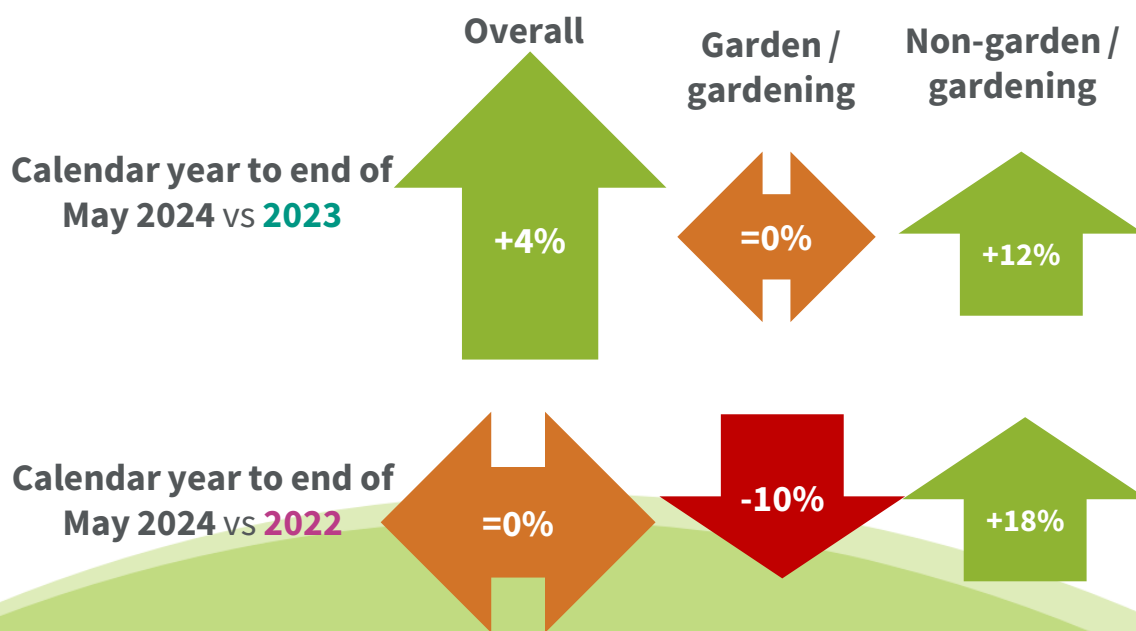 Overall
Garden /
gardening
Non-garden /
gardening
Calendar year to end of
May 2024 vs 2023
+4%
=0%
+12%
Calendar year to end of
May 2024 vs 2022
=0%
-10%
+18%